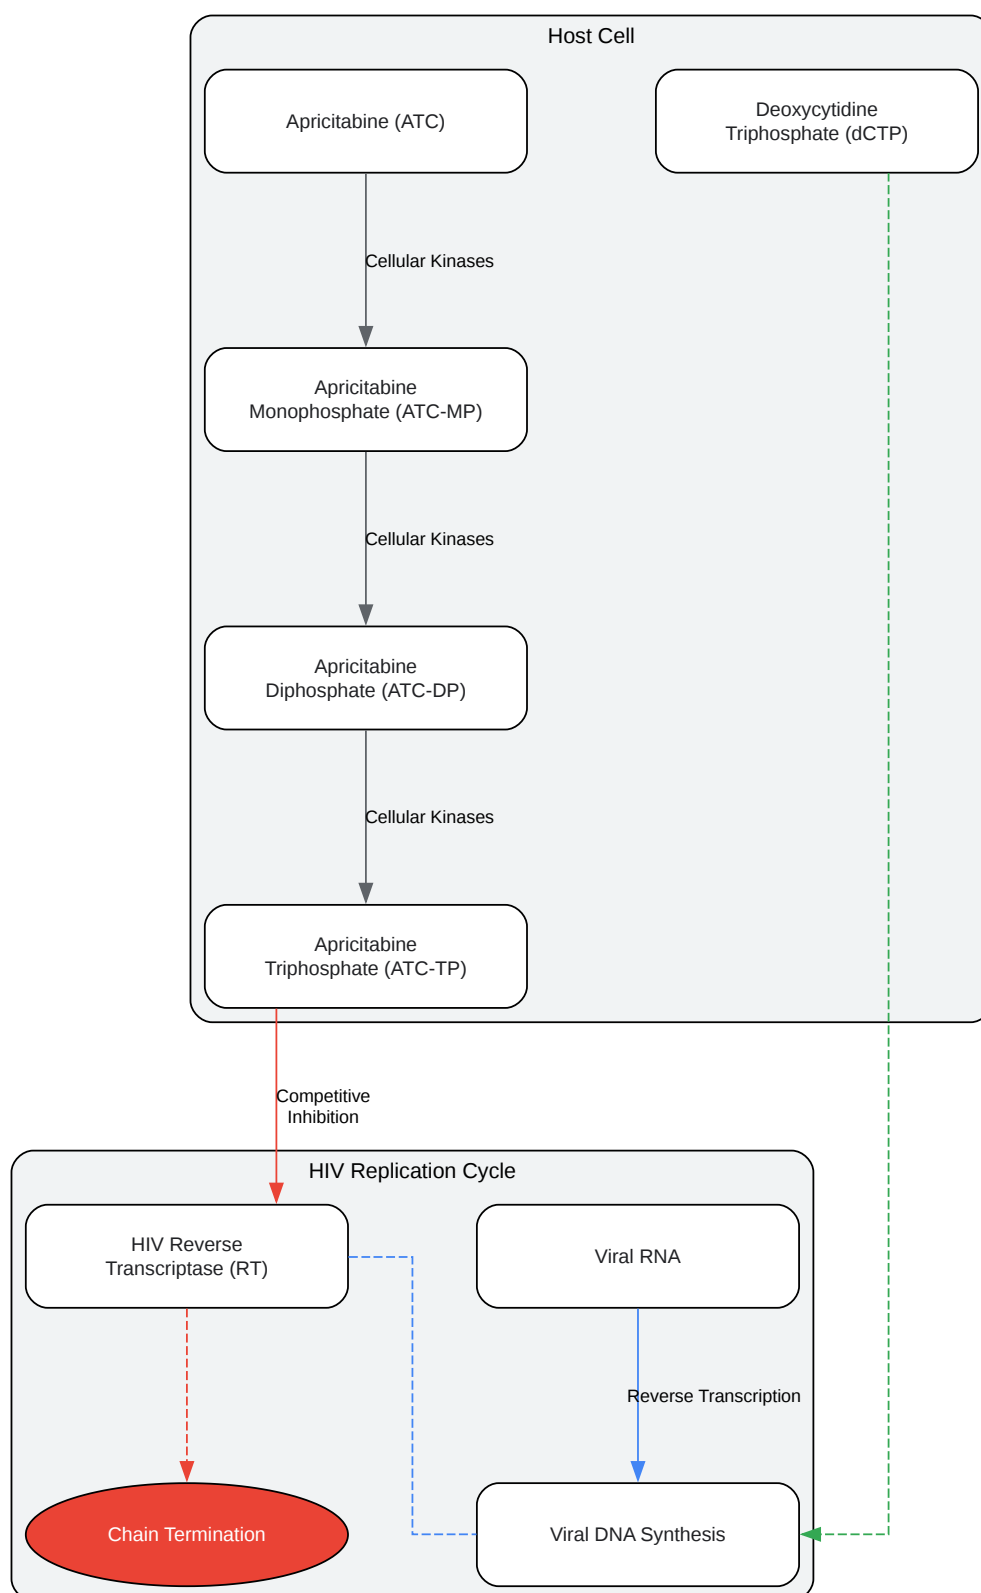 Host Cell
Apricitabine (ATC)
Deoxycytidine
Triphosphate (dCTP)
Cellular Kinases
Apricitabine
Monophosphate (ATC-MP)
Cellular Kinases
Apricitabine
Diphosphate (ATC-DP)
Cellular Kinases
Apricitabine
Triphosphate (ATC-TP)
Competitive
Inhibition
HIV Replication Cycle
HIV Reverse
Transcriptase (RT)
Viral RNA
Reverse Transcription
Chain Termination
Viral DNA Synthesis